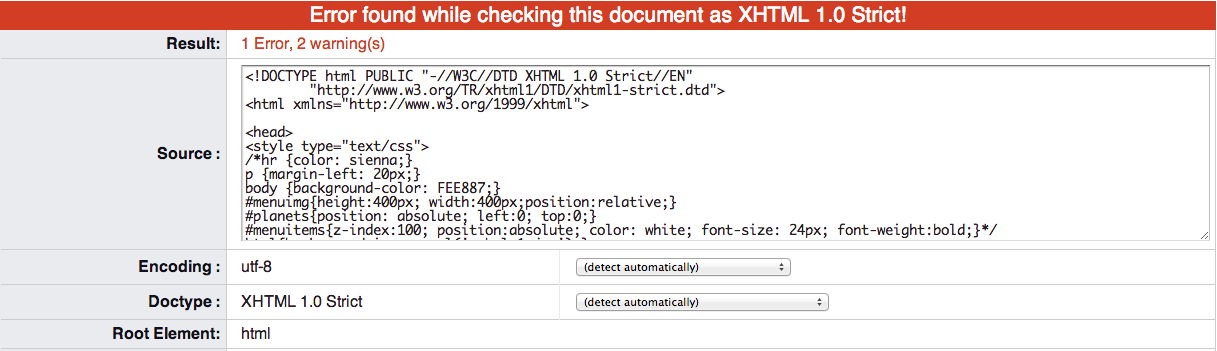 Error found while checking this document as XHTML 1.0 Strict!
Result: 1 Error, 2 warning(s)
Source :
<!DOCTYPE html PUBLIC "-//W3C//DTD XHTML 1.0 Strict//EN"
"http://www.w3.org/TR/xhtml1/DTD/xhtml1-strict.dtd">
<html xmlns="http://www.w3.org/1999/xhtml">
<head>
<style type="text/css">
/*hr {color: sienna;}
p {margin-left: 20px;}
body {background-color: FEE887;}
#menuimg{height:400px; width:400px;position:relative;}
#planets{position: absolute; left:0; top:0;}
#menuitems{z-index:100; position:absolute; color: white; font-size: 24px; font-weight:bold;}*/
Encoding : utf-8 (detect automatically)
Doctype : XHTML 1.0 Strict (detect automatically)
Root Element: html